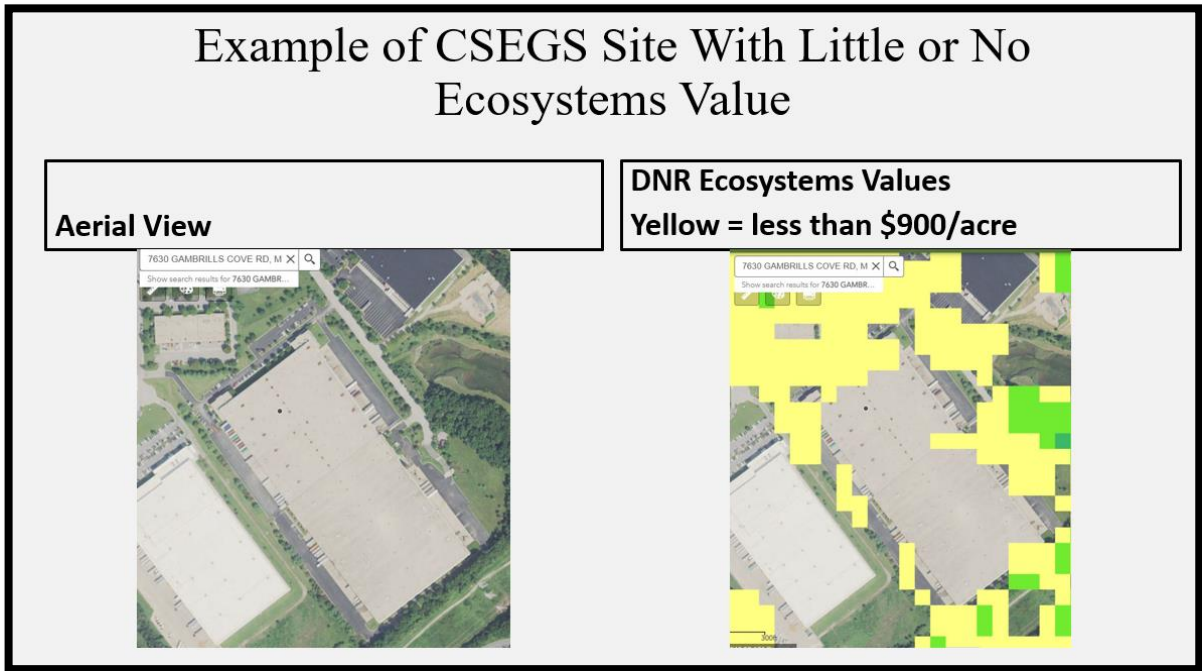 Example of CSEGS Site With Little or No
Ecosystems Value
Aerial View
DNR Ecosystems Values
Yellow = less than $900/acre
7630 GAMBRILLS COVE RD, M
Show search results for 7630 GAMBR...
7630 GAMBRILLS COVE RD, M
Show search results for 7630 GAMBR...
300ft